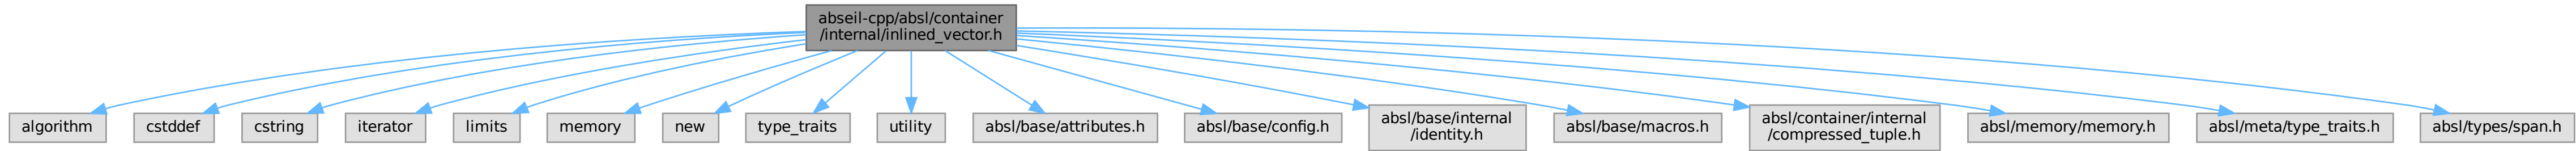 abseil-cpp/absl/container
/internal/inlined_vector.h
algorithm
cstddef
cstring
iterator
limits
memory
new
type_traits
utility
absl/base/attributes.h
absl/base/config.h
absl/base/internal
/identity.h
absl/base/macros.h
absl/container/internal
/compressed_tuple.h
absl/memory/memory.h
absl/meta/type_traits.h
absl/types/span.h